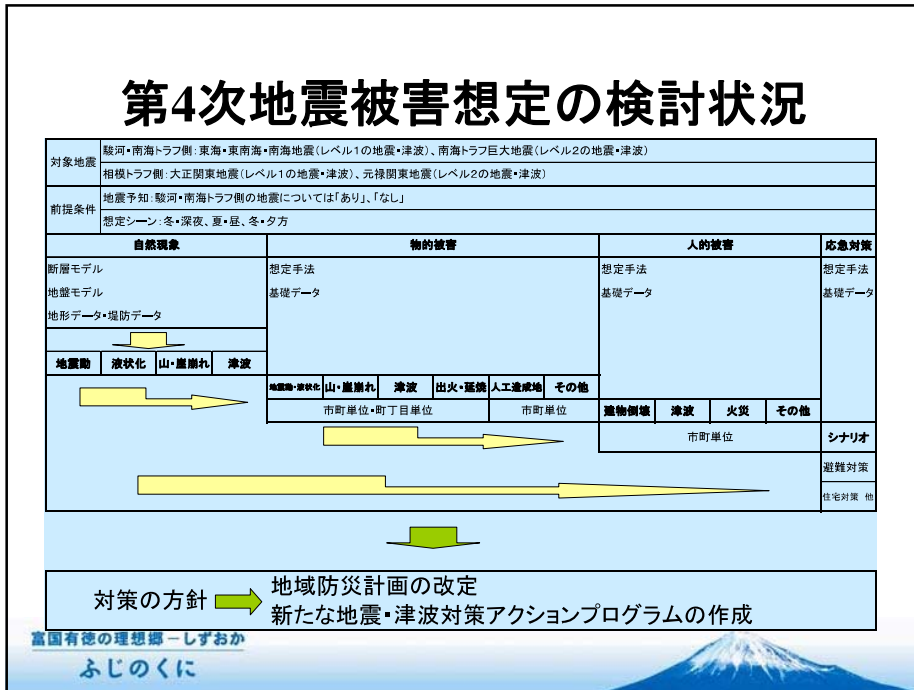 第4次地震被害想定の検討状況
対象地震
駿河・南海トラフ側：東海・東南海・南海地震（レベル1の地震・津波）、南海トラフ巨大地震（レベル2の地震・津波）
相模トラフ側：大正関東地震（レベル1の地震・津波）、元禄関東地震（レベル2の地震・津波）
前提条件
地震予知：駿河・南海トラフ側の地震については「あり」、「なし」
想定シーン：冬・深夜、夏・昼、冬・夕方
自然現象 物的被害 人的被害 応急対策
断層モデル 想定手法 想定手法 想定手法
地盤モデル 基礎データ 基礎データ 基礎データ
地形データ・堤防データ
地震動 液状化 山・崖崩れ 津波
地震動・液状化 山・崖崩れ 津波 出火・延焼 人工造成地 その他
市町単位・町丁目単位 市町単位 建物倒壊 津波 火災 その他
市町単位 シナリオ
避難対策
住宅対策 他
対策の方針
地域防災計画の改定
新たな地震・津波対策アクションプログラムの作成
富国有徳の理想郷－しずおか
ふじのくに